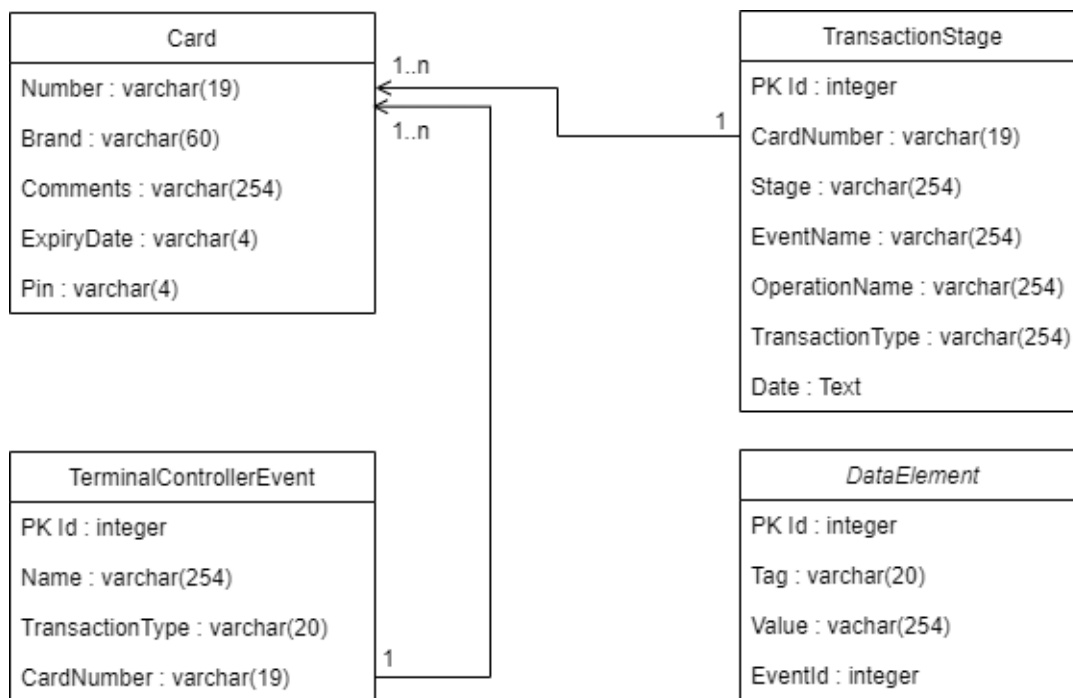 Card
Number : varchar(19)
Brand : varchar(60)
Comments : varchar(254)
ExpiryDate : varchar(4)
Pin : varchar(4)
1..n
1..n
1
TransactionStage
PK Id : integer
CardNumber : varchar(19)
Stage : varchar(254)
EventName : varchar(254)
OperationName : varchar(254)
TransactionType : varchar(254)
Date : Text
TerminalControllerEvent
PK Id : integer
Name : varchar(254)
TransactionType : varchar(20)
CardNumber : varchar(19)
1
DataElement
PK Id : integer
Tag : varchar(20)
Value : vachar(254)
EventId : integer